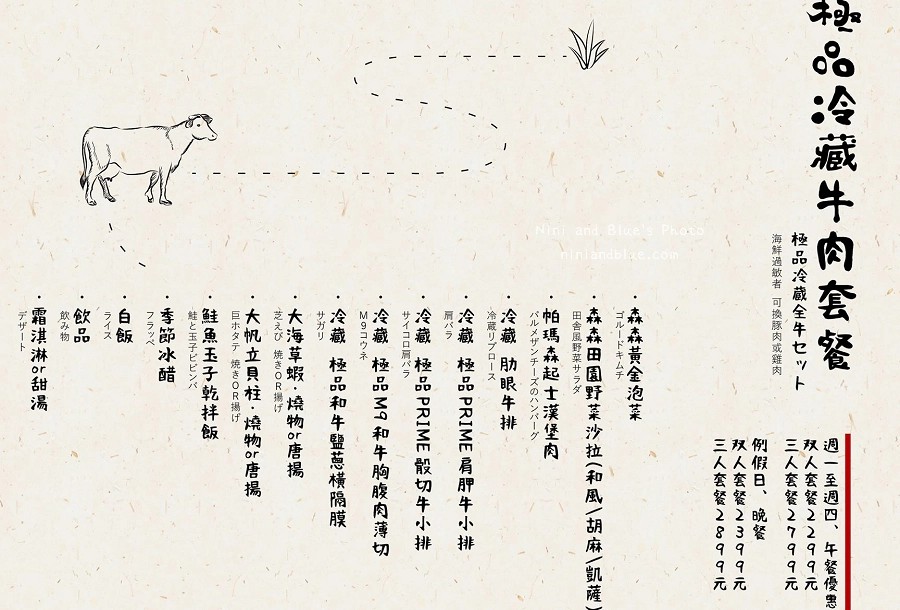 極品冷藏牛肉套餐
極品冷藏全牛セット
海鮮過敏者 可換豚肉或雞肉
週一至週四、午餐優惠
双人套餐2299元
三人套餐2799元
例假日、晚餐
双人套餐2399元
三人套餐2899元
・森森黃金泡菜
ゴルードキムチ
・森森田園野菜沙拉(和風/胡麻/凱薩)
田舎風野菜サラダ
・帕瑪森起士漢堡肉
パルメザンチーズのハンバーグ
・冷藏 肋眼牛排
冷蔵リブロース
・冷藏 極品PRIME肩胛牛小排
肩バラ
・冷藏 極品PRIME骰切牛小排
サイコロ肩バラ
・冷藏 極品M9和牛胸腹肉薄切
M9コウネ
・冷藏 極品和牛鹽蔥橫隔膜
サガリ
・大海草蝦・燒物or唐揚
芝えび 焼きOR揚げ
・大帆立貝柱・燒物or唐揚
巨ホタテ 焼きOR揚げ
・鮭魚玉子乾拌飯
鮭と玉子ビビンバ
・季節冰醋
フラッペ
・白飯
ライス
・飲品
飲み物
・霜淇淋or甜湯
デザート
Nini and Blue's Photo
niniandblue.com